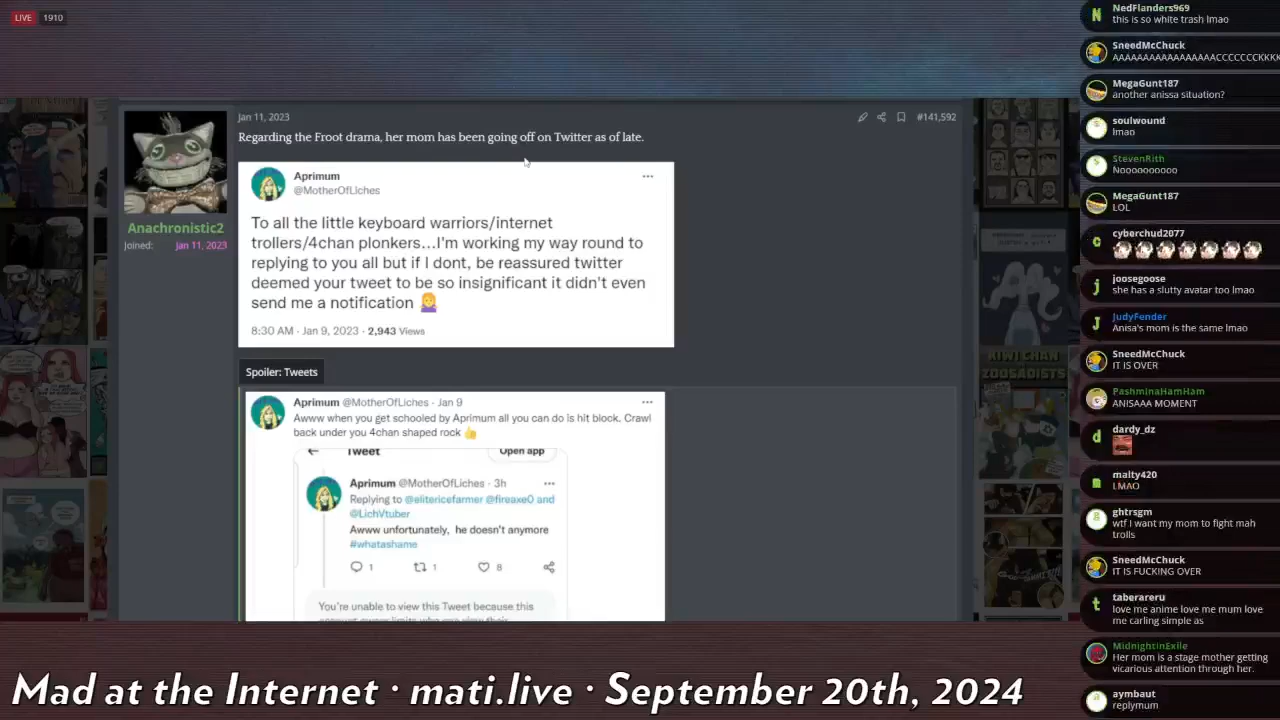 LIVE 1910
Jan 11, 2023
#141,592
Regarding the Froot drama, her mom has been going off on Twitter as of late.
Anachronistic2
Joined: Jan 11, 2023
Aprimum
@MotherOfLiches
To all the little keyboard warriors/internet
trollers/4chan plonkers...I'm working my way round to
replying to you all but if I dont, be reassured twitter
deemed your tweet to be so insignificant it didn't even
send me a notification 🤦‍♀️
8:30 AM · Jan 9, 2023 · 2,943 Views
Spoiler: Tweets
Aprimum @MotherOfLiches · Jan 9
Awww when you get schooled by Aprimum all you can do is hit block. Crawl
back under you 4chan shaped rock 👍
Tweet
Open app
Aprimum @MotherOfLiches · 3h
Replying to @elitericefarmer @fireaxe0 and
@LichVtuber
Awww unfortunately, he doesn't anymore
#whatashame
1 1 8
You're unable to view this Tweet because this
KIWI CHAN
ZOOSADISTS
NedFlanders969
this is so white trash lmao
SneedMcChuck
MegaGunt187
another anissa situation?
soulwound
lmao
StevenRith
Noooooooooo
MegaGunt187
LOL
cyberchud2077
joosegoose
she has a slutty avatar too lmao
JudyFender
Anisa's mom is the same lmao
SneedMcChuck
IT IS OVER
PashminaHamHam
ANISAAA MOMENT
dardy_dz
malty420
LMAO
ghtrsgm
wtf I want my mom to fight mah
trolls
SneedMcChuck
IT IS FUCKING OVER
taberareru
love me anime love me mum love
me carling simple as
MidnightinExile
Her mom is a stage mother getting
vicarious attention through her.
aymbaut
replymum
Mad at the Internet · mati.live · September 20th, 2024